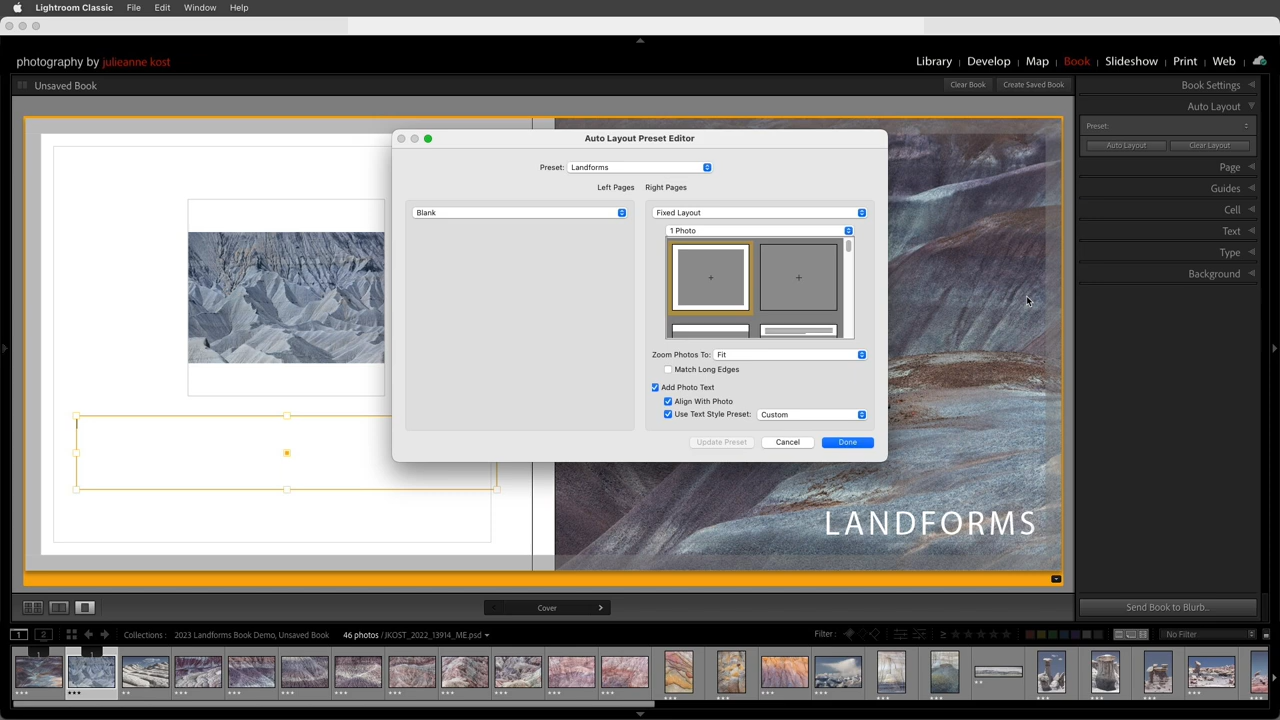 Lightroom Classic File Edit Window Help
photography by julieanne kost
Library | Develop | Map | Book | Slideshow | Print | Web
Unsaved Book
Clear Book
Create Saved Book
Book Settings
Auto Layout
Preset:
Auto Layout
Clear Layout
Page
Guides
Cell
Text
Type
Background
Auto Layout Preset Editor
Preset: Landforms
Left Pages
Right Pages
Blank
Fixed Layout
1 Photo
Zoom Photos To: Fit
Match Long Edges
Add Photo Text
Align With Photo
Use Text Style Preset: Custom
Update Preset
Cancel
Done
LANDFORMS
Cover
Send Book to Blurb...
1 2
Collections : 2023 Landforms Book Demo, Unsaved Book
46 photos / JKOST_2022_13914_ME.psd
Filter :
No Filter
1
1